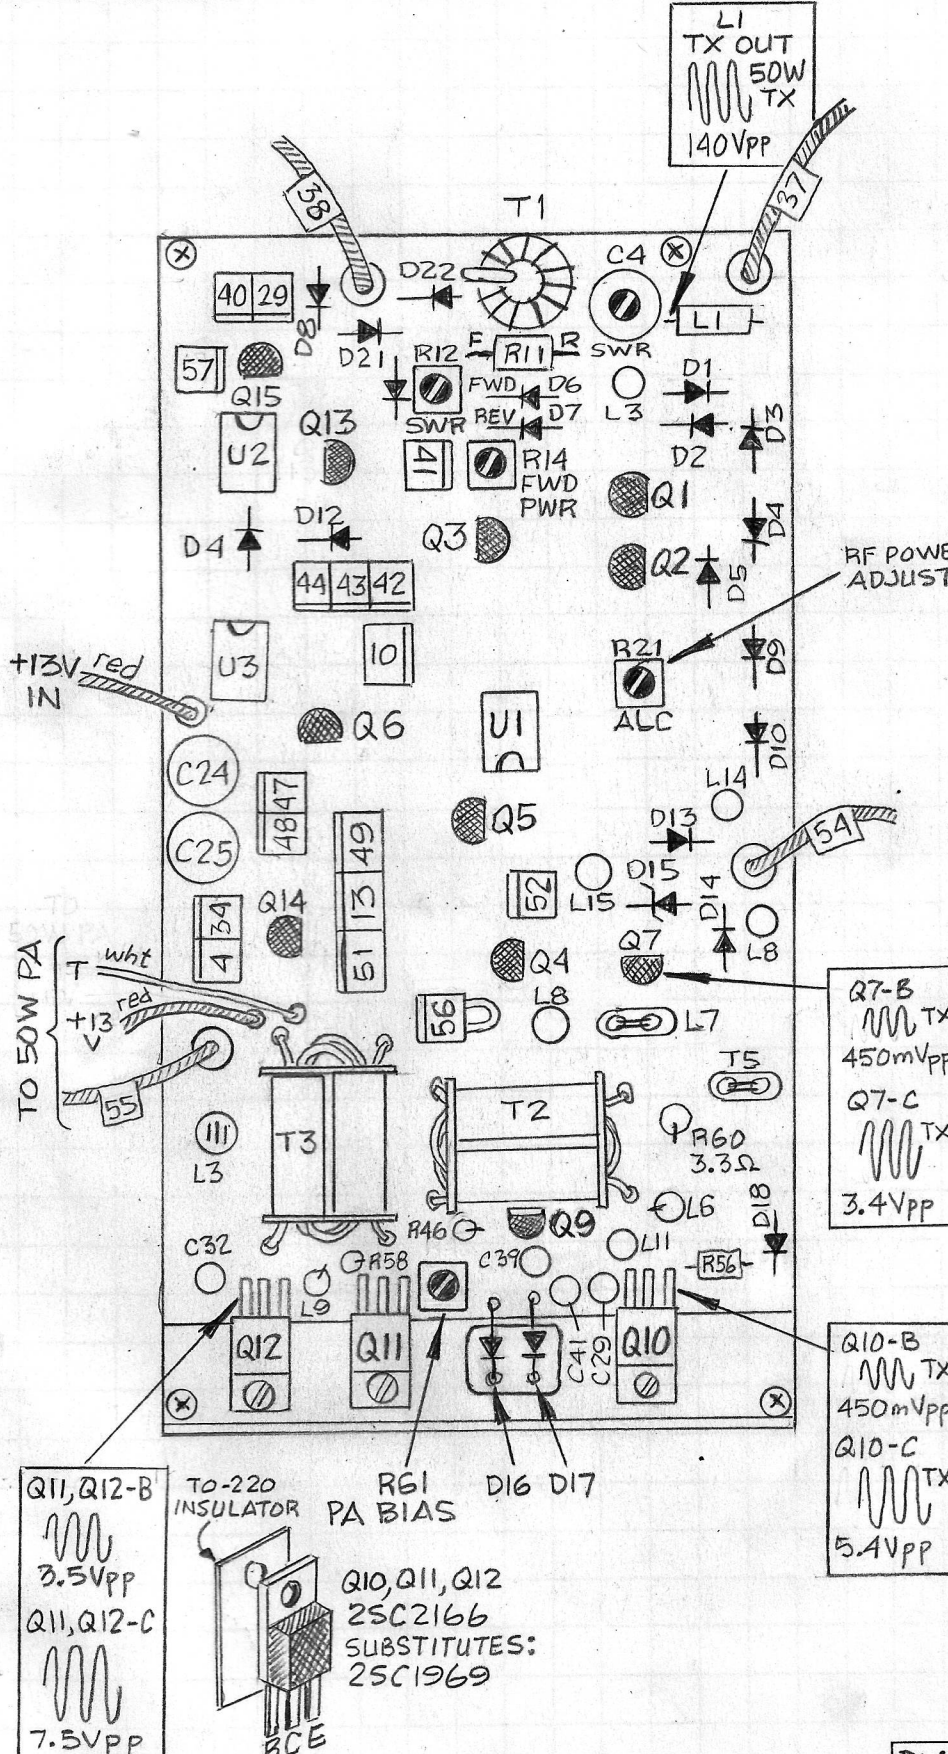 L1
TX OUT
50W
TX
140Vpp
38
37
T1
D22
C4
40 29
D8
D21
F R11 R
L1
SWR
57
Q15
R12
SWR
FWD D6
REV D7
L3
D1
D2
D3
U2
Q13
41
R14
FWD
PWR
Q1
D4
D12
Q3
Q2
D5
D4
RF POWE
ADJUST
44 43 42
U3
10
R21
ALC
D9
+13V red
IN
Q6
U1
D10
C24
48 47
L14
C25
49
13
51
Q5
D13
54
4 34
Q14
52
L15
D15
D14
L8
TO 50W PA
T wht
+13 red
V
55
Q4
Q7
56
L8
L7
Q7-B
TX
450mVpp
Q7-C
TX
3.4Vpp
T3
T2
T5
L3
R60
3.3Ω
R46
Q9
L6
D18
C32
R58
C39
L11
R56
L9
Q12
Q11
C41
C29
Q10
Q10-B
TX
450mVpp
Q10-C
TX
5.4Vpp
Q11, Q12-B
3.5Vpp
Q11, Q12-C
7.5Vpp
TO-220
INSULATOR
R61
PA BIAS
D16 D17
Q10, Q11, Q12
2SC2166
SUBSTITUTES:
2SC1969
BCE